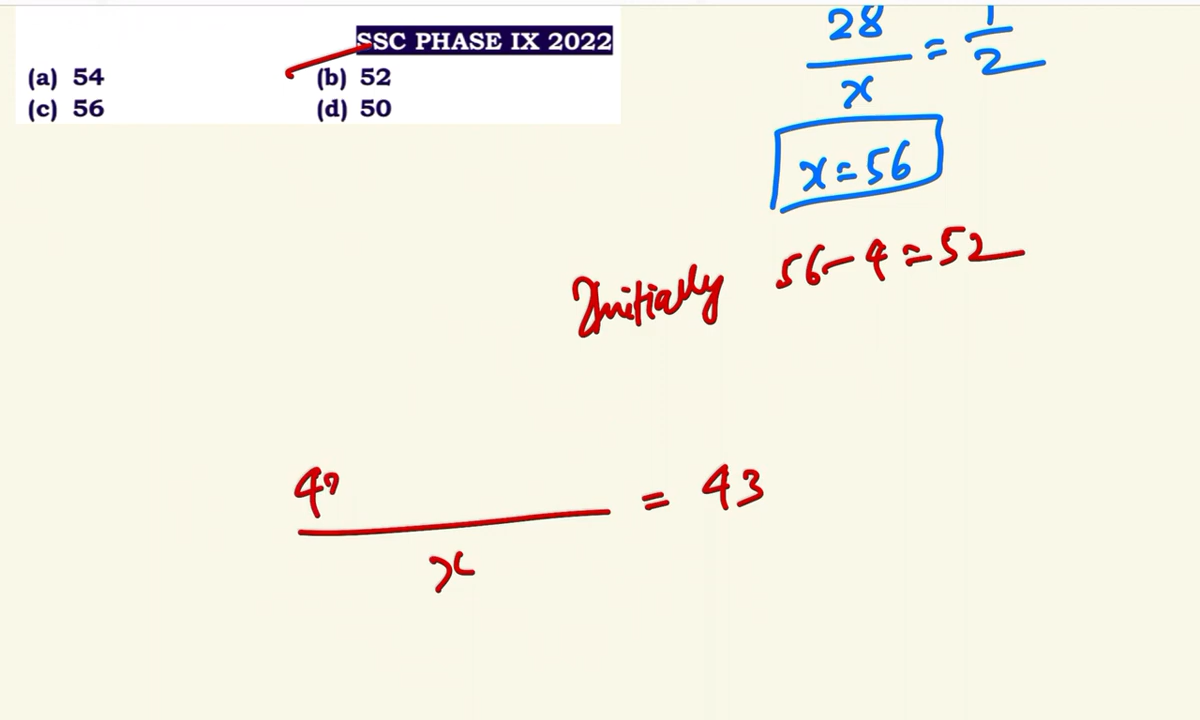 SSC PHASE IX 2022
(a) 54 (b) 52
(c) 56 (d) 50
28/x = 1/2
x = 56
Initially 56 - 4 = 52
= 43
x